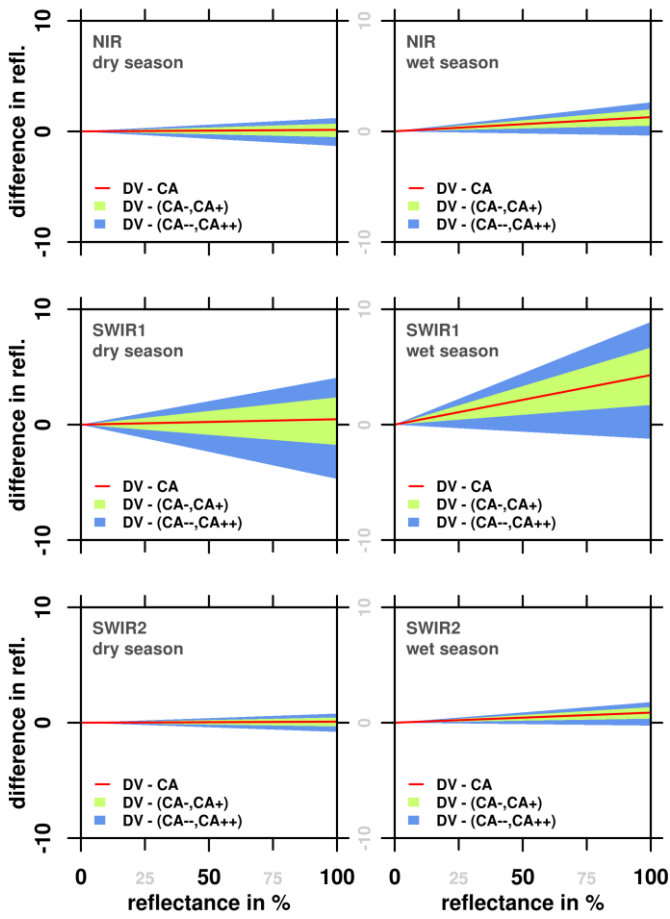 10
NIR
dry season
0
difference in refl.
DV - CA
DV - (CA-,CA+)
DV - (CA--,CA++)
-10
10
NIR
wet season
0
DV - CA
DV - (CA-,CA+)
DV - (CA--,CA++)
-10
10
SWIR1
dry season
0
difference in refl.
DV - CA
DV - (CA-,CA+)
DV - (CA--,CA++)
-10
10
SWIR1
wet season
0
DV - CA
DV - (CA-,CA+)
DV - (CA--,CA++)
-10
10
SWIR2
dry season
0
difference in refl.
DV - CA
DV - (CA-,CA+)
DV - (CA--,CA++)
-10
0 25 50 75 100
reflectance in %
10
SWIR2
wet season
0
DV - CA
DV - (CA-,CA+)
DV - (CA--,CA++)
-10
0 25 50 75 100
reflectance in %